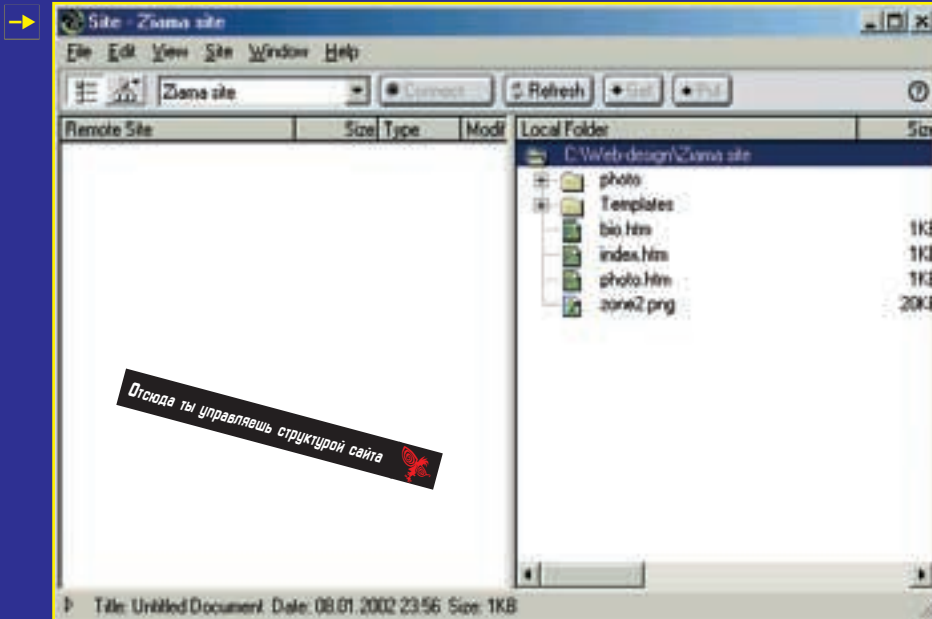 Site - Ziama site
File Edit View Site Window Help
Ziama site Connect Refresh Get Put
Remote Site Size Type Modif Local Folder Size
C:\Web-design\Ziama site
photo
Templates
bio.htm 1KB
index.htm 1KB
photo.htm 1KB
zone2.png 20KB
Отсюда ты управляешь структурой сайта
Title: Untitled Document Date: 08.01.2002 23:56 Size: 1KB